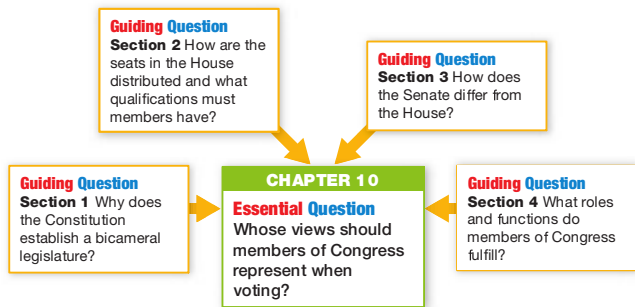 Guiding Question
Section 2 How are the
seats in the House
distributed and what
qualifications must
members have?
Guiding Question
Section 3 How does
the Senate differ from
the House?
Guiding Question
Section 1 Why does
the Constitution
establish a bicameral
legislature?
CHAPTER 10
Essential Question
Whose views should
members of Congress
represent when
voting?
Guiding Question
Section 4 What roles
and functions do
members of Congress
fulfill?